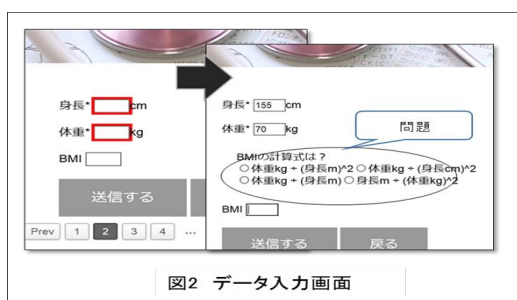 身長* cm
体重* kg
BMI
送信する
Prev 1 2 3 4 ...
身長* 155 cm
体重* 70 kg
問題
BMIの計算式は？
○体重kg ÷ (身長m)^2 ○体重kg ÷ (身長cm)^2
○体重kg ÷ (身長m) ○身長m ÷ (体重kg)^2
BMI
送信する 戻る
図2 データ入力画面